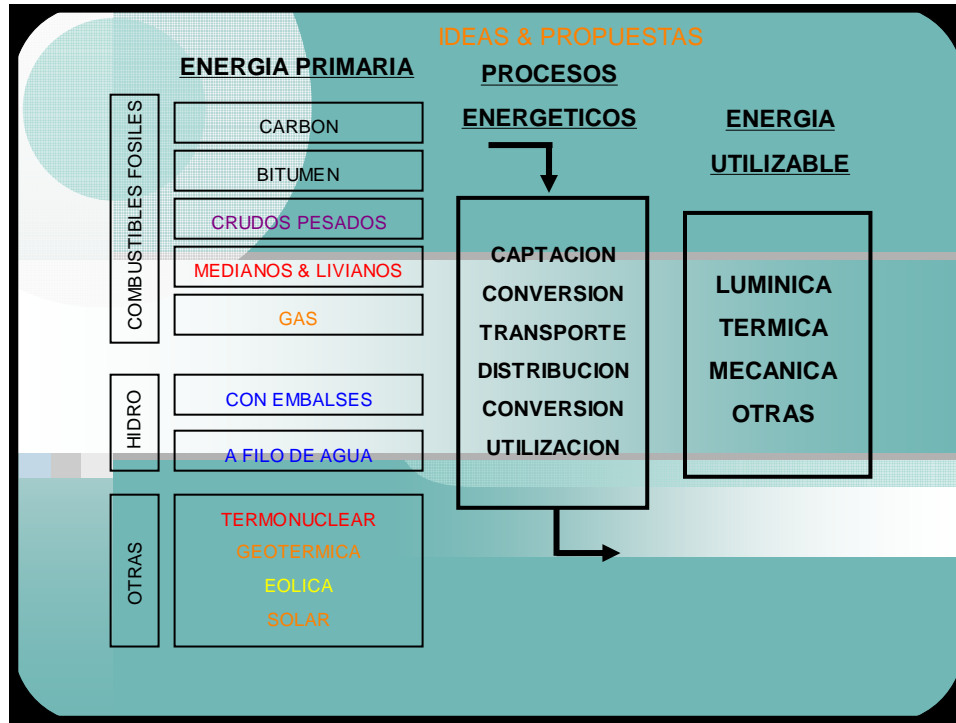 IDEAS & PROPUESTAS
ENERGIA PRIMARIA
COMBUSTIBLES FOSILES
CARBON
BITUMEN
CRUDOS PESADOS
MEDIANOS & LIVIANOS
GAS
HIDRO
CON EMBALSES
A FILO DE AGUA
OTRAS
TERMONUCLEAR
GEOTERMICA
EOLICA
SOLAR
PROCESOS
ENERGETICOS
CAPTACION
CONVERSION
TRANSPORTE
DISTRIBUCION
CONVERSION
UTILIZACION
ENERGIA
UTILIZABLE
LUMINICA
TERMICA
MECANICA
OTRAS